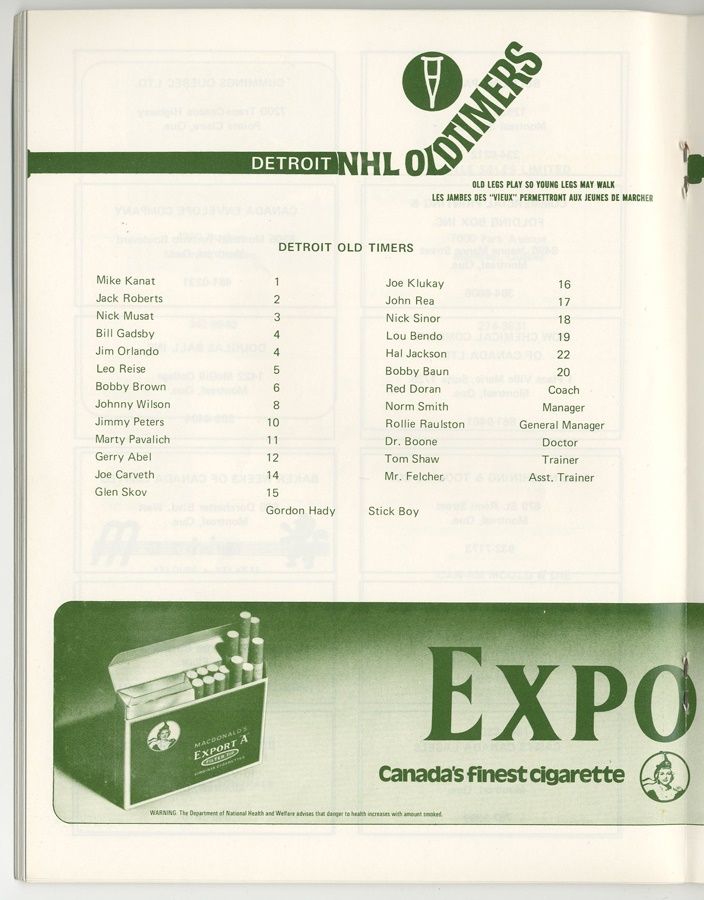 DETROIT NHL OLDTIMERS
OLD LEGS PLAY SO YOUNG LEGS MAY WALK
LES JAMBES DES "VIEUX" PERMETTRONT AUX JEUNES DE MARCHER
DETROIT OLD TIMERS
Mike Kanat 1
Jack Roberts 2
Nick Musat 3
Bill Gadsby 4
Jim Orlando 4
Leo Reise 5
Bobby Brown 6
Johnny Wilson 8
Jimmy Peters 10
Marty Pavalich 11
Gerry Abel 12
Joe Carveth 14
Glen Skov 15
Joe Klukay 16
John Rea 17
Nick Sinor 18
Lou Bendo 19
Hal Jackson 22
Bobby Baun 20
Red Doran Coach
Norm Smith Manager
Rollie Raulston General Manager
Dr. Boone Doctor
Tom Shaw Trainer
Mr. Felcher Asst. Trainer
Gordon Hady Stick Boy
EXPO
MACDONALD'S
EXPORT "A"
FILTER TIP
VIRGINIA CIGARETTES
Canada's finest cigarette
WARNING: The Department of National Health and Welfare advises that danger to health increases with amount smoked.